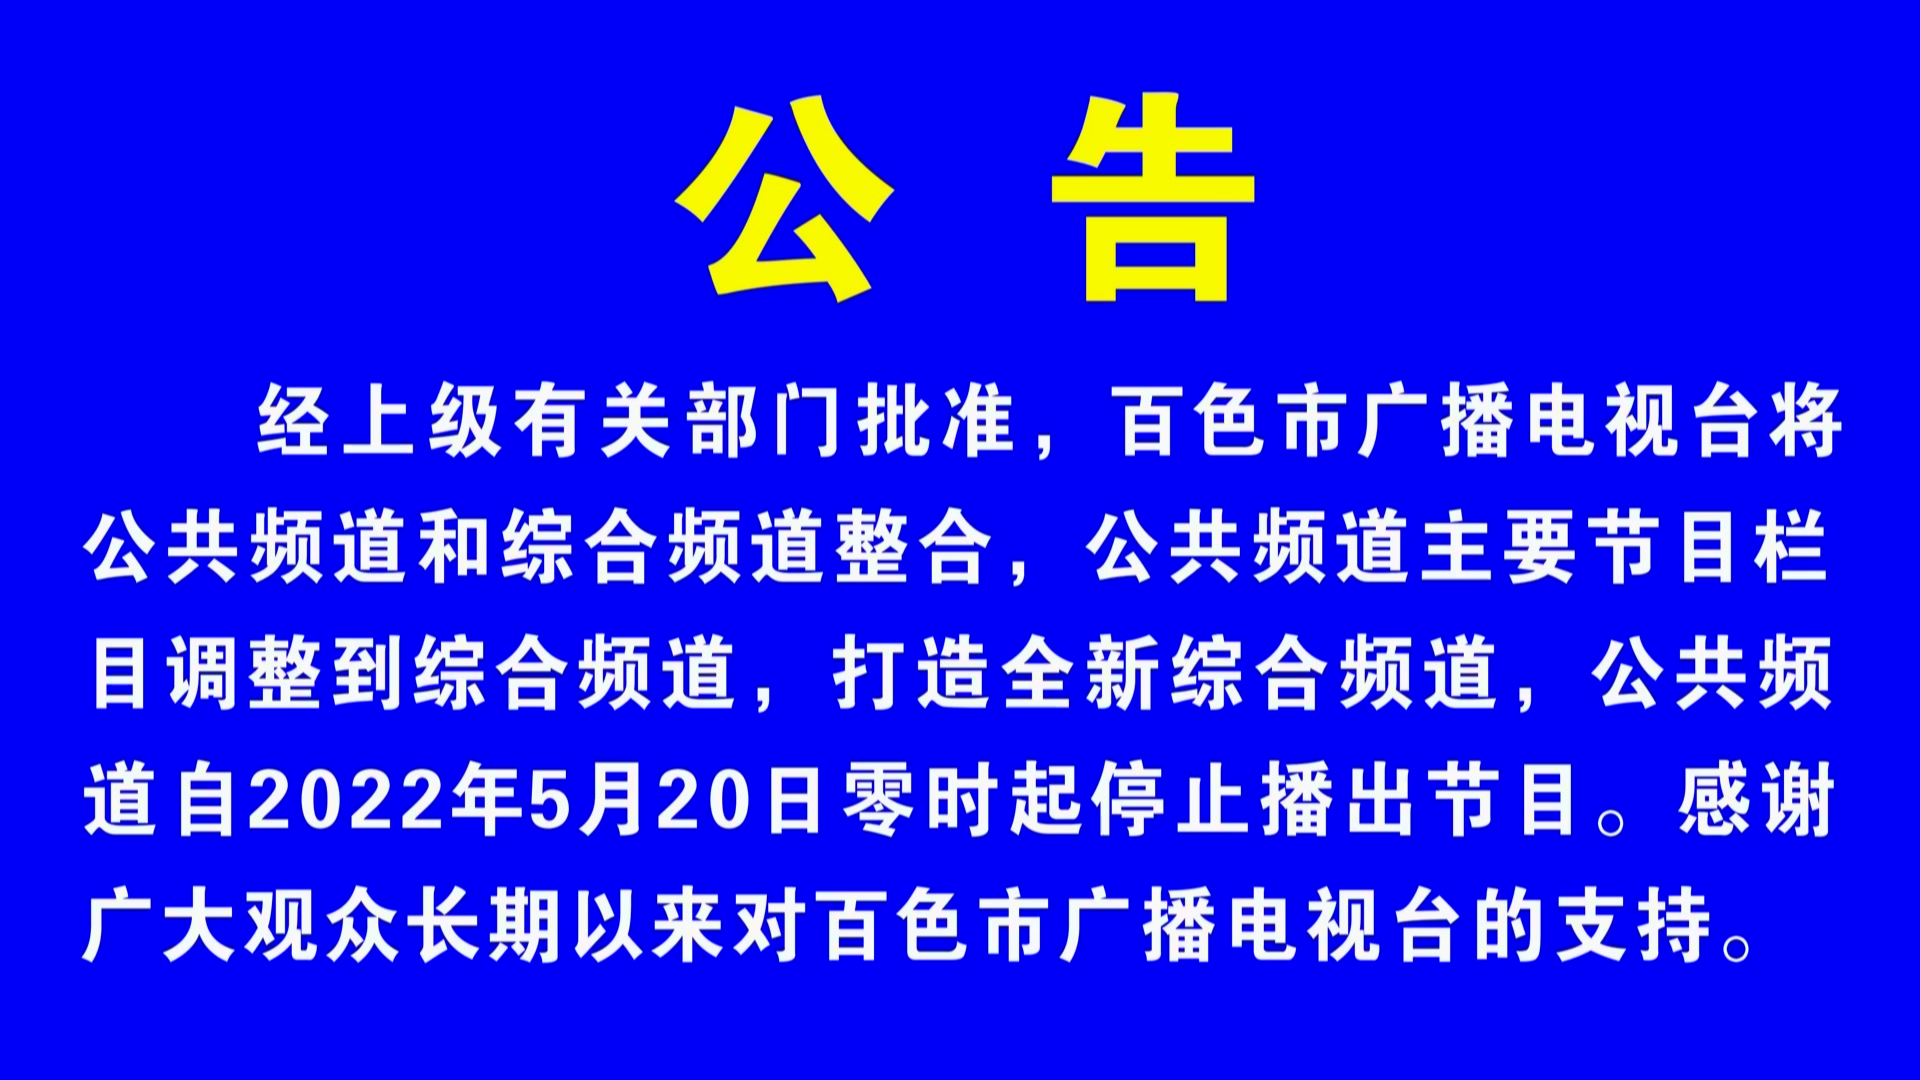 公 告
经上级有关部门批准，百色市广播电视台将
公共频道和综合频道整合，公共频道主要节目栏
目调整到综合频道，打造全新综合频道，公共频
道自2022年5月20日零时起停止播出节目。感谢
广大观众长期以来对百色市广播电视台的支持。